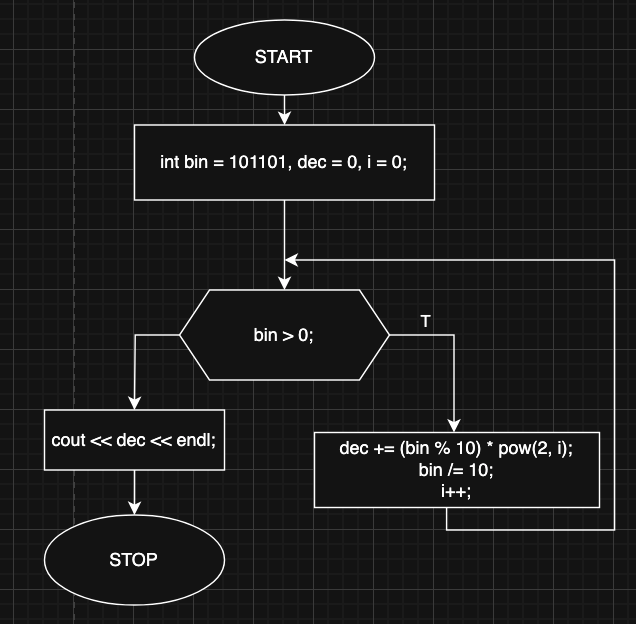 START
int bin = 101101, dec = 0, i = 0;
bin > 0;
T
cout << dec << endl;
dec += (bin % 10) * pow(2, i);
bin /= 10;
i++;
STOP